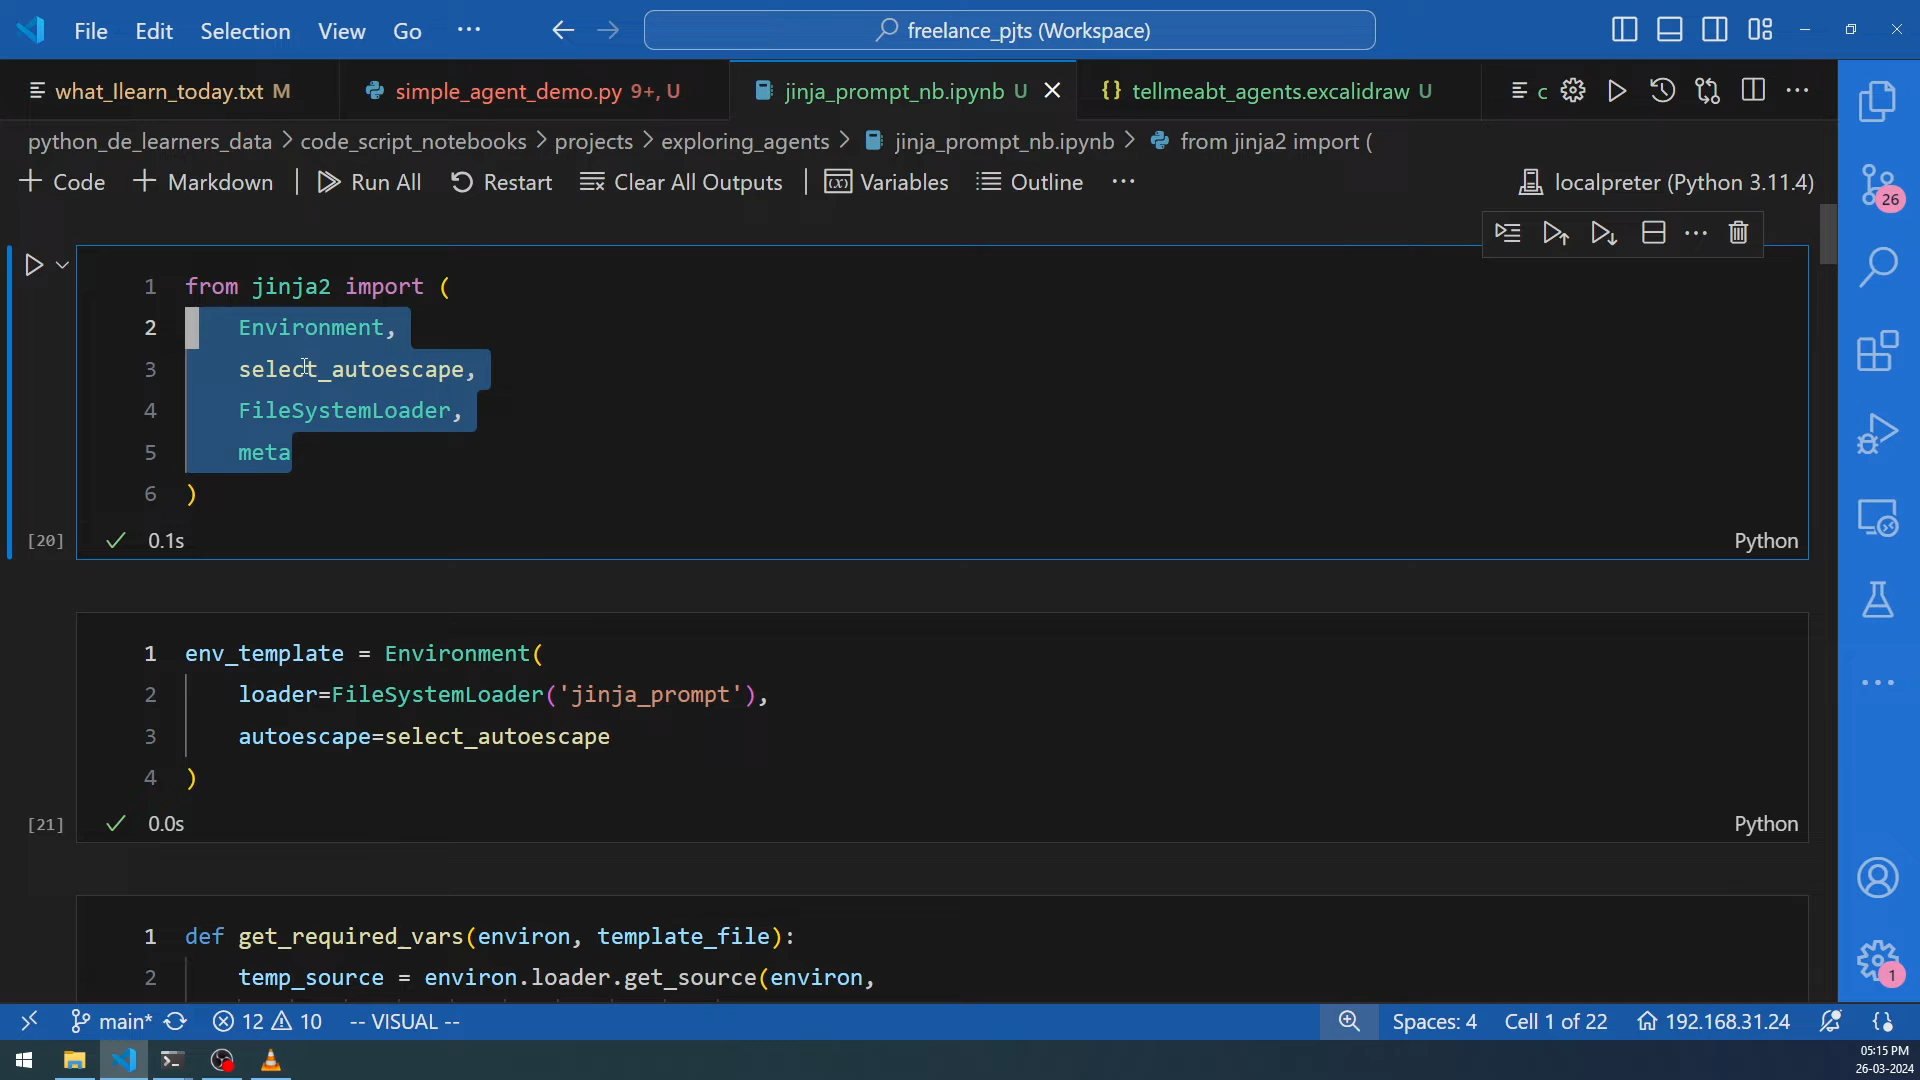 File Edit Selection View Go ··· freelance_pjts (Workspace)
what_Ilearn_today.txt M simple_agent_demo.py 9+, U jinja_prompt_nb.ipynb U {} tellmeabt_agents.excalidraw U c
python_de_learners_data > code_script_notebooks > projects > exploring_agents > jinja_prompt_nb.ipynb > from jinja2 import (
+ Code + Markdown | Run All Restart Clear All Outputs | Variables Outline ··· localpreter (Python 3.11.4)
26
1 from jinja2 import (
2 Environment,
3 select_autoescape,
4 FileSystemLoader,
5 meta
6 )
[20] ✓ 0.1s Python
1 env_template = Environment(
2 loader=FileSystemLoader('jinja_prompt'),
3 autoescape=select_autoescape
4 )
[21] ✓ 0.0s Python
1 def get_required_vars(environ, template_file):
2 temp_source = environ.loader.get_source(environ,
1
main* 12 10 -- VISUAL -- Spaces: 4 Cell 1 of 22 192.168.31.24
05:15 PM
26-03-2024